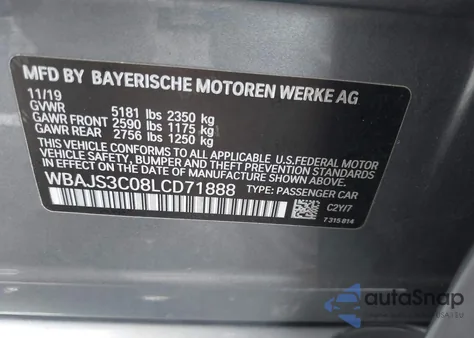 MFD BY BAYERISCHE MOTOREN WERKE AG
11/19
GVWR 5181 lbs 2350 kg
GAWR FRONT 2590 lbs 1175 kg
GAWR REAR 2756 lbs 1250 kg
THIS VEHICLE CONFORMS TO ALL APPLICABLE U.S.FEDERAL MOTOR
VEHICLE SAFETY, BUMPER, AND THEFT PREVENTION STANDARDS
IN EFFECT ON THE DATE OF MANUFACTURE SHOWN ABOVE.
WBAJS3C08LCD71888 TYPE: PASSENGER CAR
C2Y/7
7315814
autoSnap